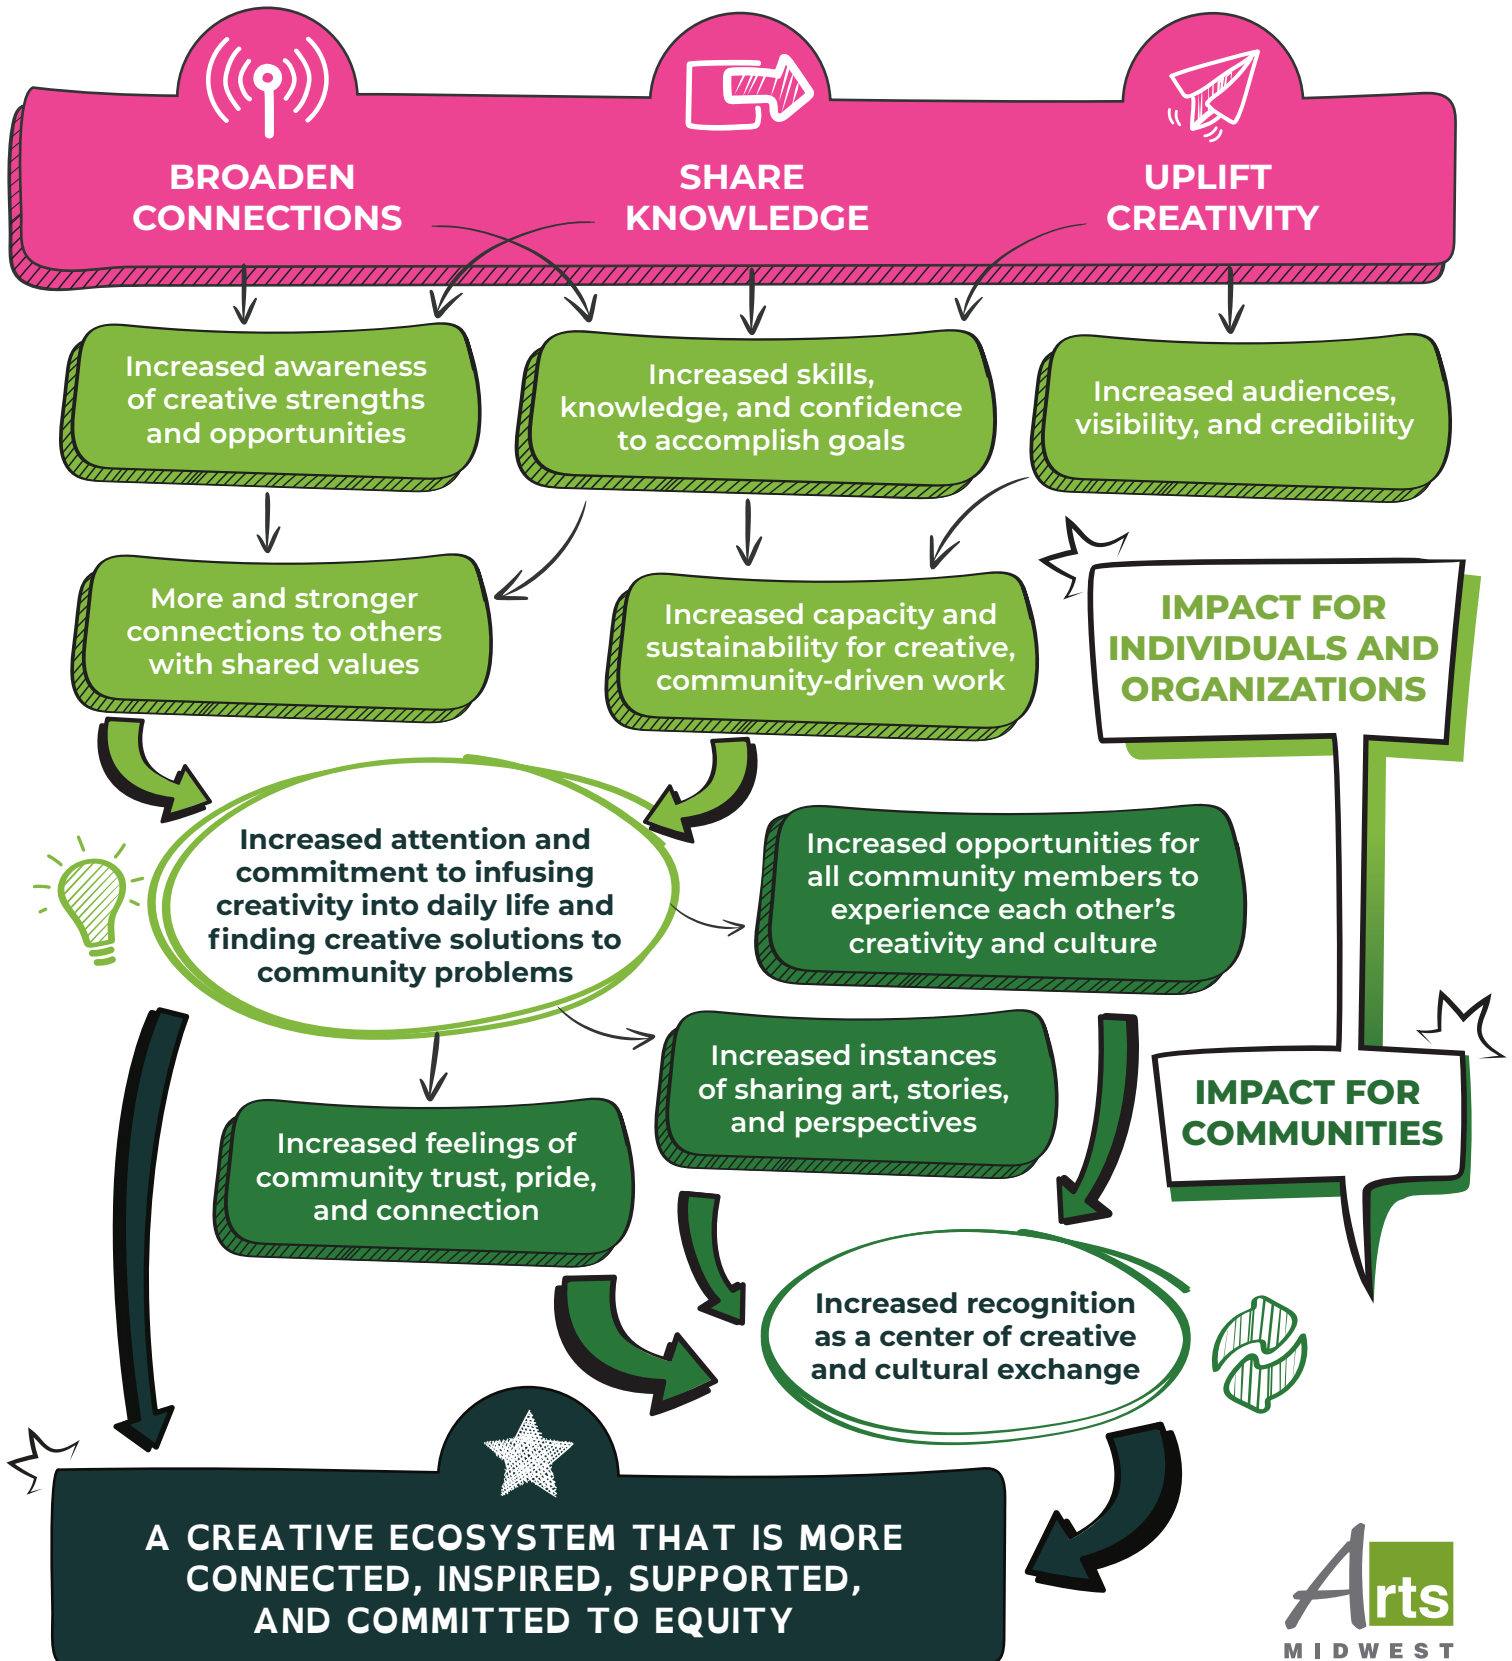 BROADEN
CONNECTIONS
SHARE
KNOWLEDGE
UPLIFT
CREATIVITY
Increased awareness
of creative strengths
and opportunities
Increased skills,
knowledge, and confidence
to accomplish goals
Increased audiences,
visibility, and credibility
More and stronger
connections to others
with shared values
Increased capacity and
sustainability for creative,
community-driven work
IMPACT FOR
INDIVIDUALS AND
ORGANIZATIONS
Increased attention and
commitment to infusing
creativity into daily life and
finding creative solutions to
community problems
Increased opportunities for
all community members to
experience each other’s
creativity and culture
Increased instances
of sharing art, stories,
and perspectives
IMPACT FOR
COMMUNITIES
Increased feelings of
community trust, pride,
and connection
Increased recognition
as a center of creative
and cultural exchange
A CREATIVE ECOSYSTEM THAT IS MORE
CONNECTED, INSPIRED, SUPPORTED,
AND COMMITTED TO EQUITY
Arts
MIDWEST